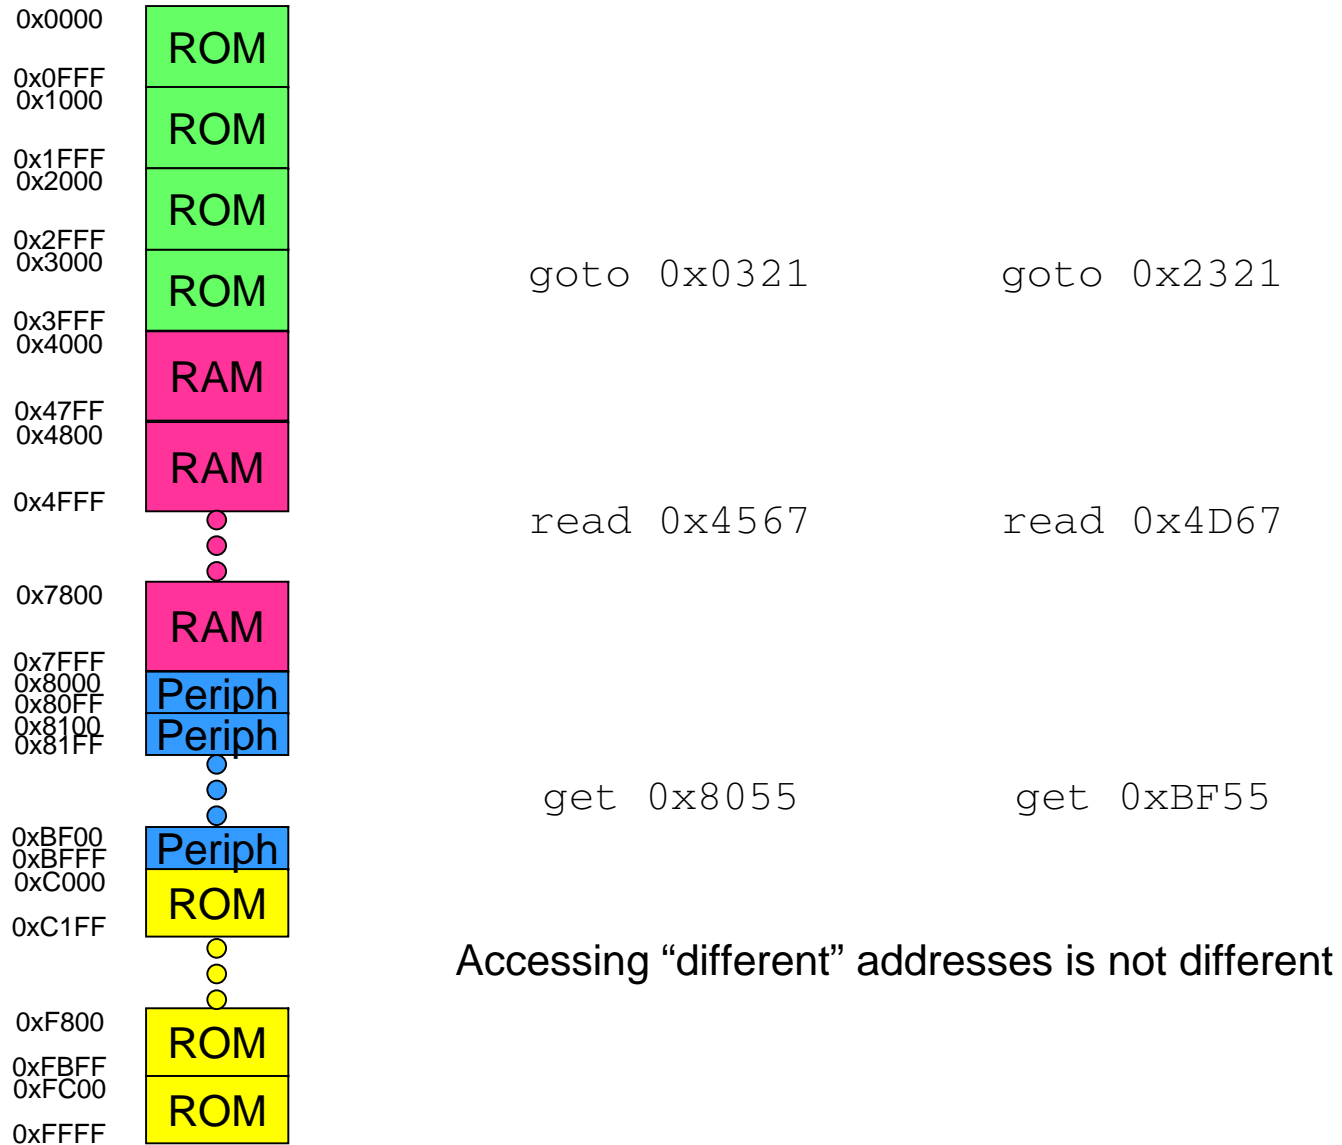 0x0000
ROM
0x0FFF
0x1000
ROM
0x1FFF
0x2000
ROM
0x2FFF
0x3000
ROM
goto 0x0321
goto 0x2321
0x3FFF
0x4000
RAM
0x47FF
0x4800
RAM
0x4FFF
read 0x4567
read 0x4D67
0x7800
RAM
0x7FFF
0x8000
Periph
0x80FF
0x8100
Periph
0x81FF
get 0x8055
get 0xBF55
0xBF00
Periph
0xBFFF
0xC000
ROM
0xC1FF
Accessing “different” addresses is not different
0xF800
ROM
0xFBFF
0xFC00
ROM
0xFFFF